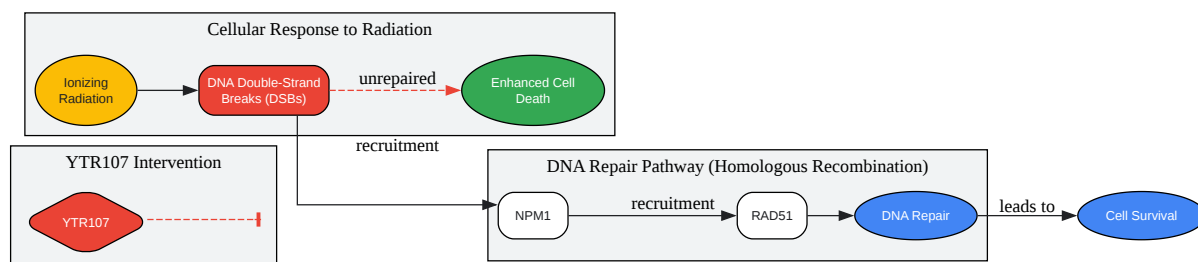 Cellular Response to Radiation
Ionizing
Radiation
DNA Double-Strand
Breaks (DSBs)
unrepaired
Enhanced Cell
Death
recruitment
YTR107 Intervention
YTR107
DNA Repair Pathway (Homologous Recombination)
NPM1
recruitment
RAD51
DNA Repair
leads to
Cell Survival